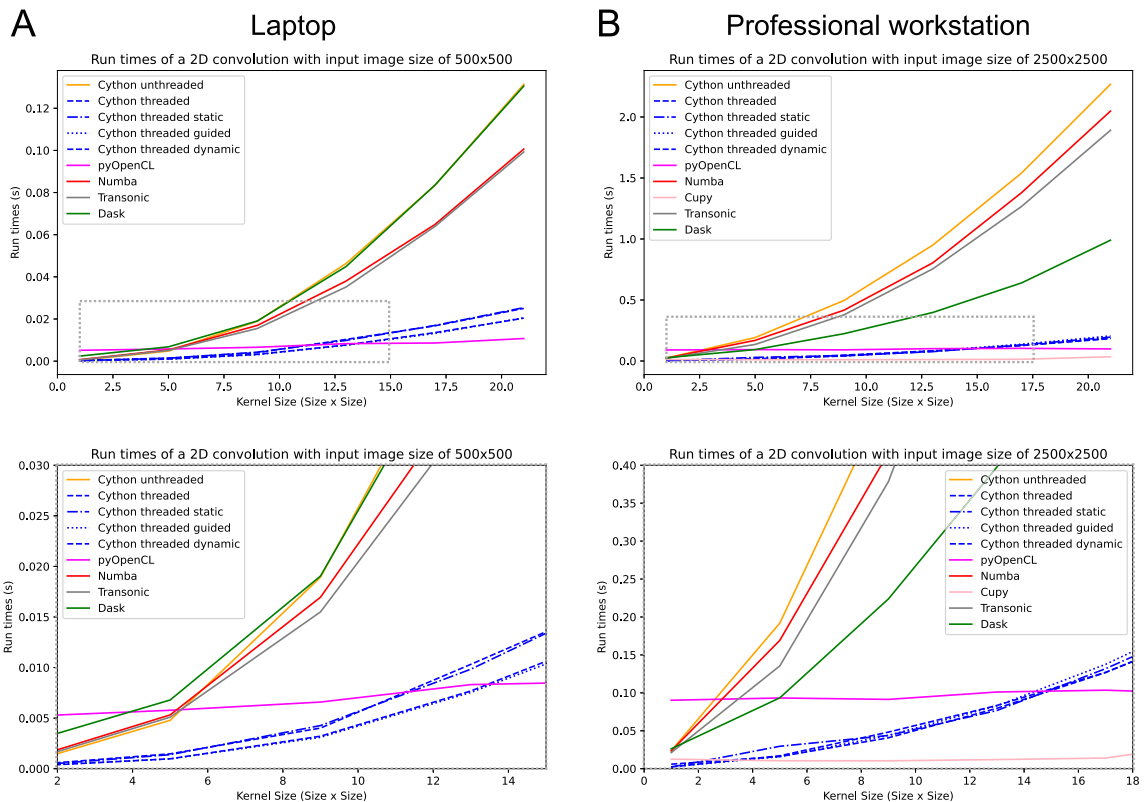 A
Laptop
Run times of a 2D convolution with input image size of 500x500
Cython unthreaded
Cython threaded
Cython threaded static
Cython threaded guided
Cython threaded dynamic
pyOpenCL
Numba
Transonic
Dask
Run times (s)
0.12
0.10
0.08
0.06
0.04
0.02
0.00
0.0 2.5 5.0 7.5 10.0 12.5 15.0 17.5 20.0
Kernel Size (Size x Size)
B
Professional workstation
Run times of a 2D convolution with input image size of 2500x2500
Cython unthreaded
Cython threaded
Cython threaded static
Cython threaded guided
Cython threaded dynamic
pyOpenCL
Numba
Cupy
Transonic
Dask
Run times (s)
2.0
1.5
1.0
0.5
0.0
0.0 2.5 5.0 7.5 10.0 12.5 15.0 17.5 20.0
Kernel Size (Size x Size)
Run times of a 2D convolution with input image size of 500x500
Cython unthreaded
Cython threaded
Cython threaded static
Cython threaded guided
Cython threaded dynamic
pyOpenCL
Numba
Transonic
Dask
Run times (s)
0.030
0.025
0.020
0.015
0.010
0.005
0.000
2 4 6 8 10 12 14
Kernel Size (Size x Size)
Run times of a 2D convolution with input image size of 2500x2500
Cython unthreaded
Cython threaded
Cython threaded static
Cython threaded guided
Cython threaded dynamic
pyOpenCL
Numba
Cupy
Transonic
Dask
Run times (s)
0.40
0.35
0.30
0.25
0.20
0.15
0.10
0.05
0.00
0 2 4 6 8 10 12 14 16 18
Kernel Size (Size x Size)